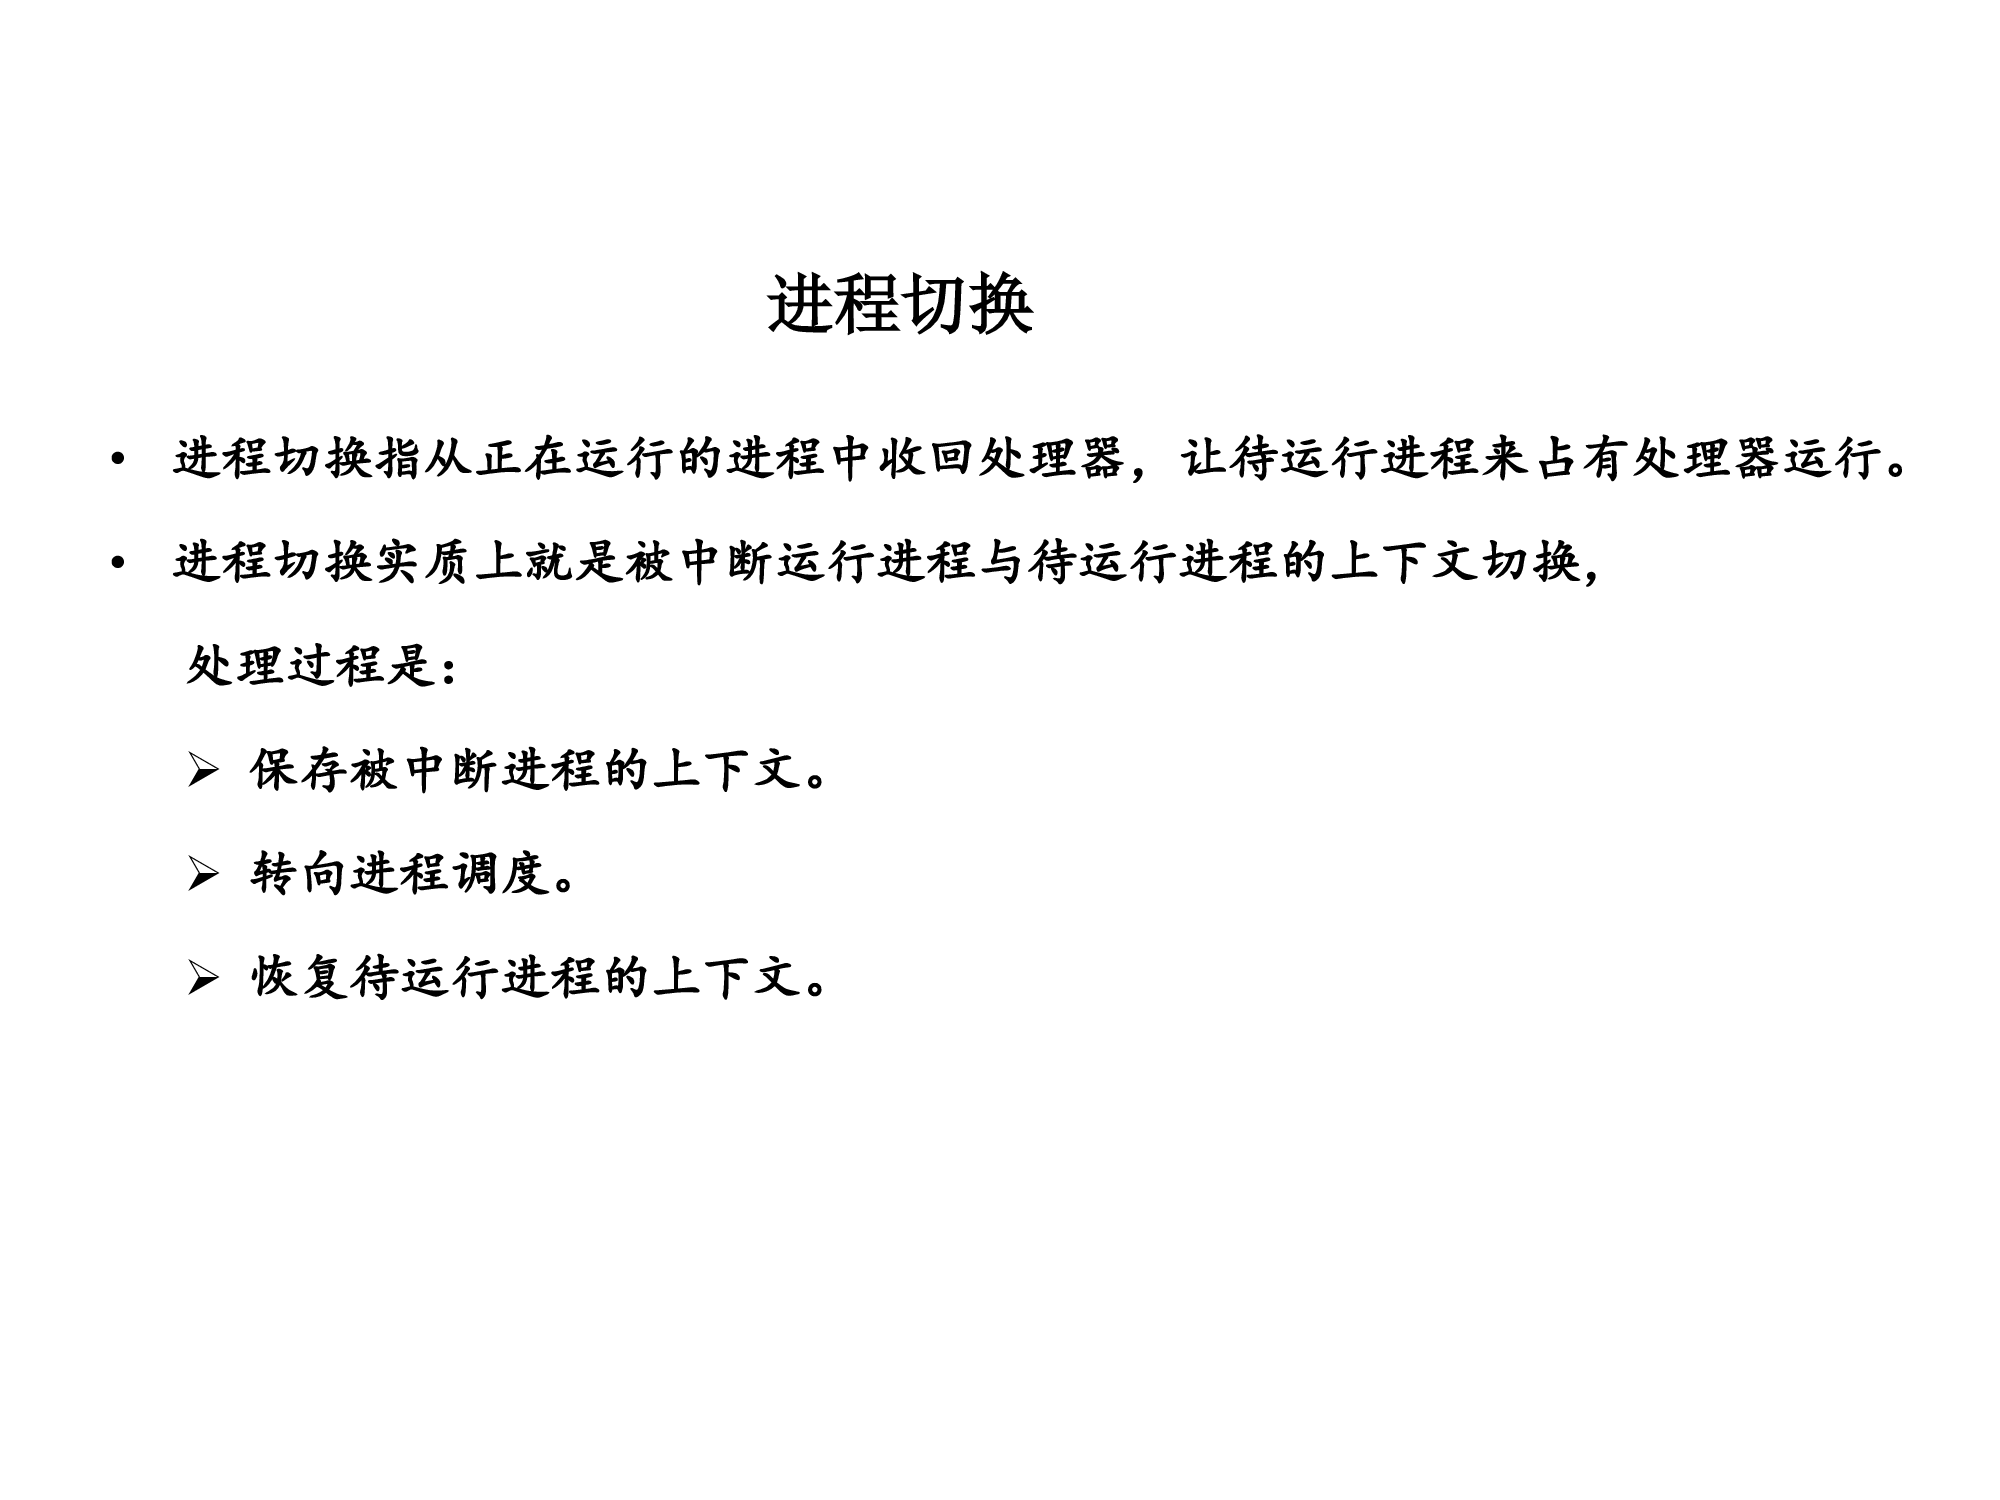 进程切换
• 进程切换指从正在运行的进程中收回处理器，让待运行进程来占有处理器运行。
• 进程切换实质上就是被中断运行进程与待运行进程的上下文切换，
处理过程是：
➢ 保存被中断进程的上下文。
➢ 转向进程调度。
➢ 恢复待运行进程的上下文。